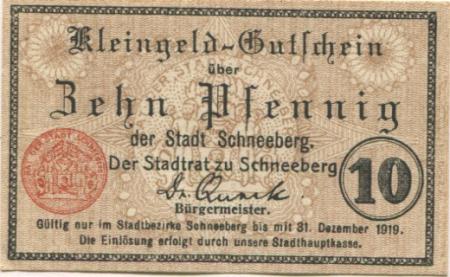 Kleingeld-Gutschein
über
Zehn Pfennig
der Stadt Schneeberg.
Der Stadtrat zu Schneeberg
10
Bürgermeister.
Gültig nur im Stadtbezirke Schneeberg bis mit 31. Dezember 1919.
Die Einlösung erfolgt durch unsere Stadthauptkasse.